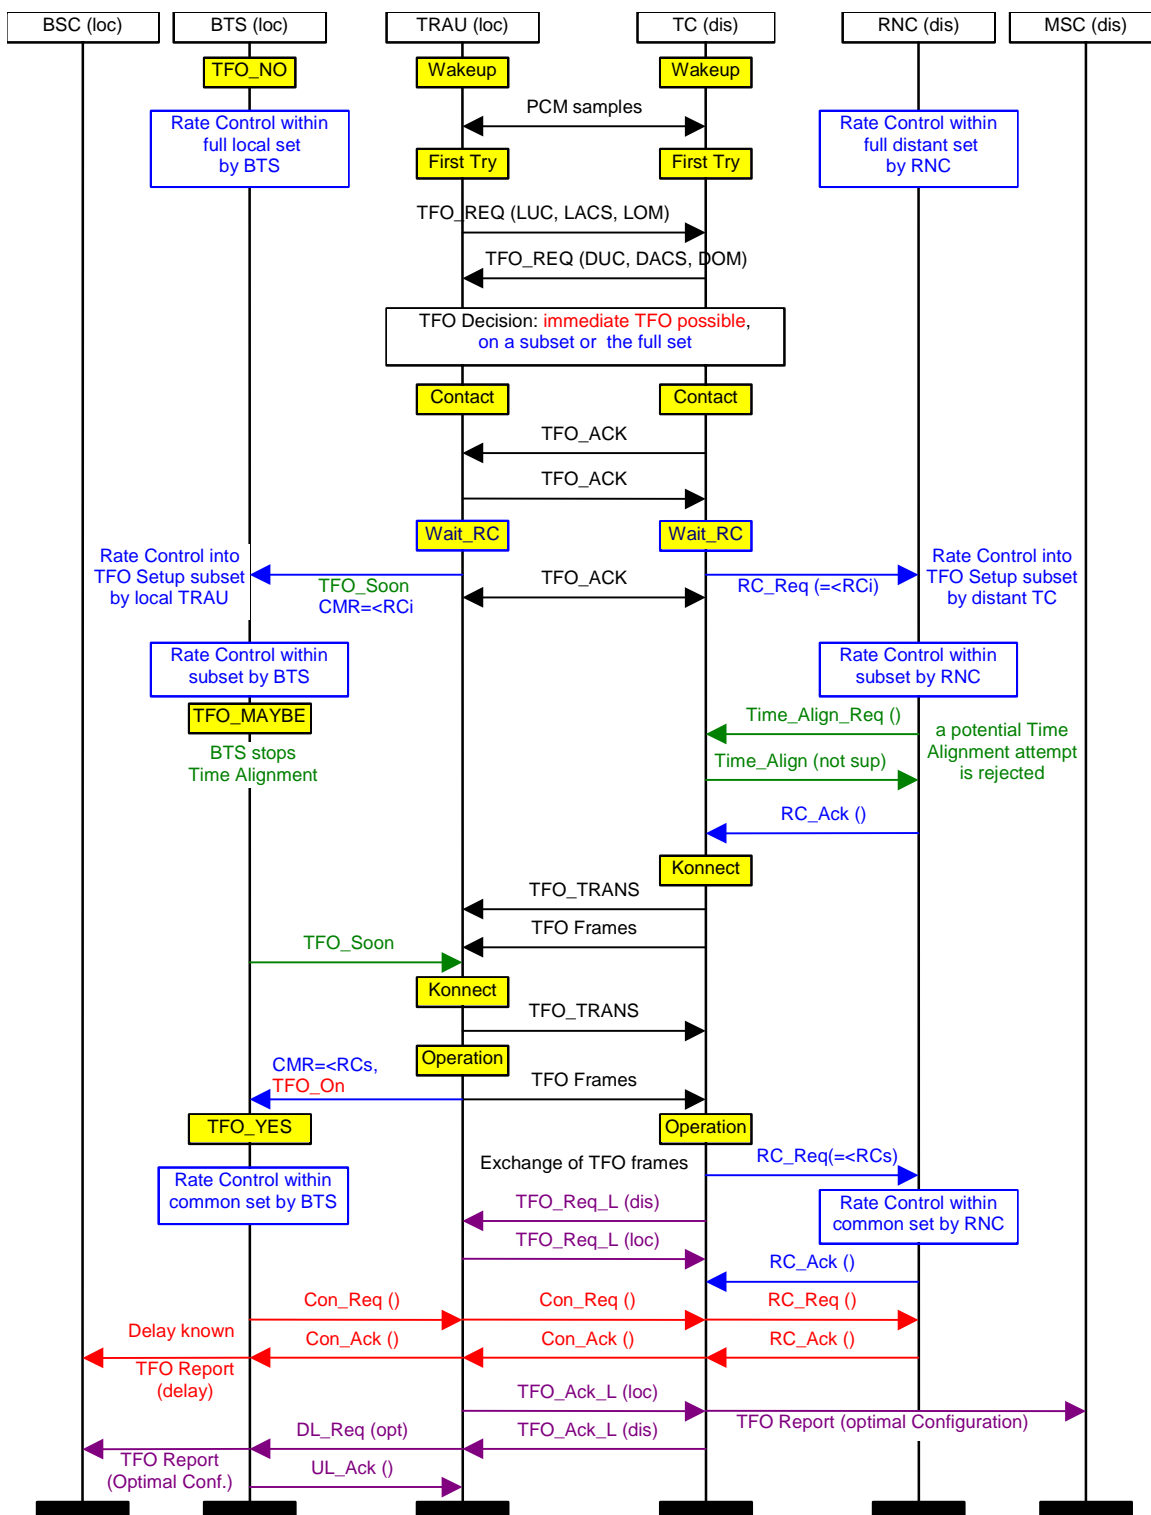 BSC (loc)
BTS (loc)
TRAU (loc)
TC (dis)
RNC (dis)
MSC (dis)
TFO_NO
Wakeup
Wakeup
PCM samples
Rate Control within
full local set
by BTS
Rate Control within
full distant set
by RNC
First Try
First Try
TFO_REQ (LUC, LACS, LOM)
TFO_REQ (DUC, DACS, DOM)
TFO Decision: immediate TFO possible,
on a subset or the full set
Contact
Contact
TFO_ACK
TFO_ACK
Wait_RC
Wait_RC
Rate Control into
TFO Setup subset
by local TRAU
TFO_Soon
CMR=<RCi
TFO_ACK
RC_Req (=<RCi)
Rate Control into
TFO Setup subset
by distant TC
Rate Control within
subset by BTS
Rate Control within
subset by RNC
TFO_MAYBE
BTS stops
Time Alignment
Time_Align_Req ()
Time_Align (not sup)
a potential Time
Alignment attempt
is rejected
RC_Ack ()
Konnect
TFO_TRANS
TFO Frames
TFO_Soon
Konnect
TFO_TRANS
Operation
CMR=<RCs,
TFO_On
TFO Frames
TFO_YES
Operation
Exchange of TFO frames
RC_Req(=<RCs)
Rate Control within
common set by BTS
Rate Control within
common set by RNC
TFO_Req_L (dis)
TFO_Req_L (loc)
RC_Ack ()
Con_Req ()
Con_Req ()
RC_Req ()
Delay known
Con_Ack ()
Con_Ack ()
RC_Ack ()
TFO Report
(delay)
TFO_Ack_L (loc)
TFO Report (optimal Configuration)
DL_Req (opt)
TFO_Ack_L (dis)
TFO Report
(Optimal Conf.)
UL_Ack ()